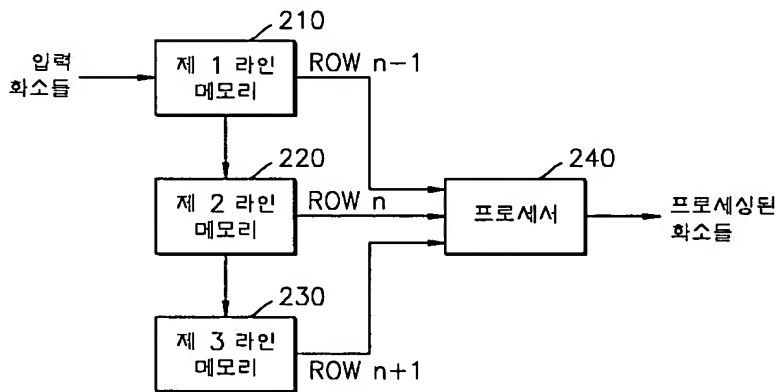 210
입력
화소들
제 1 라인
메모리
ROW n-1
220
제 2 라인
메모리
ROW n
240
프로세서
프로세싱된
화소들
230
제 3 라인
메모리
ROW n+1